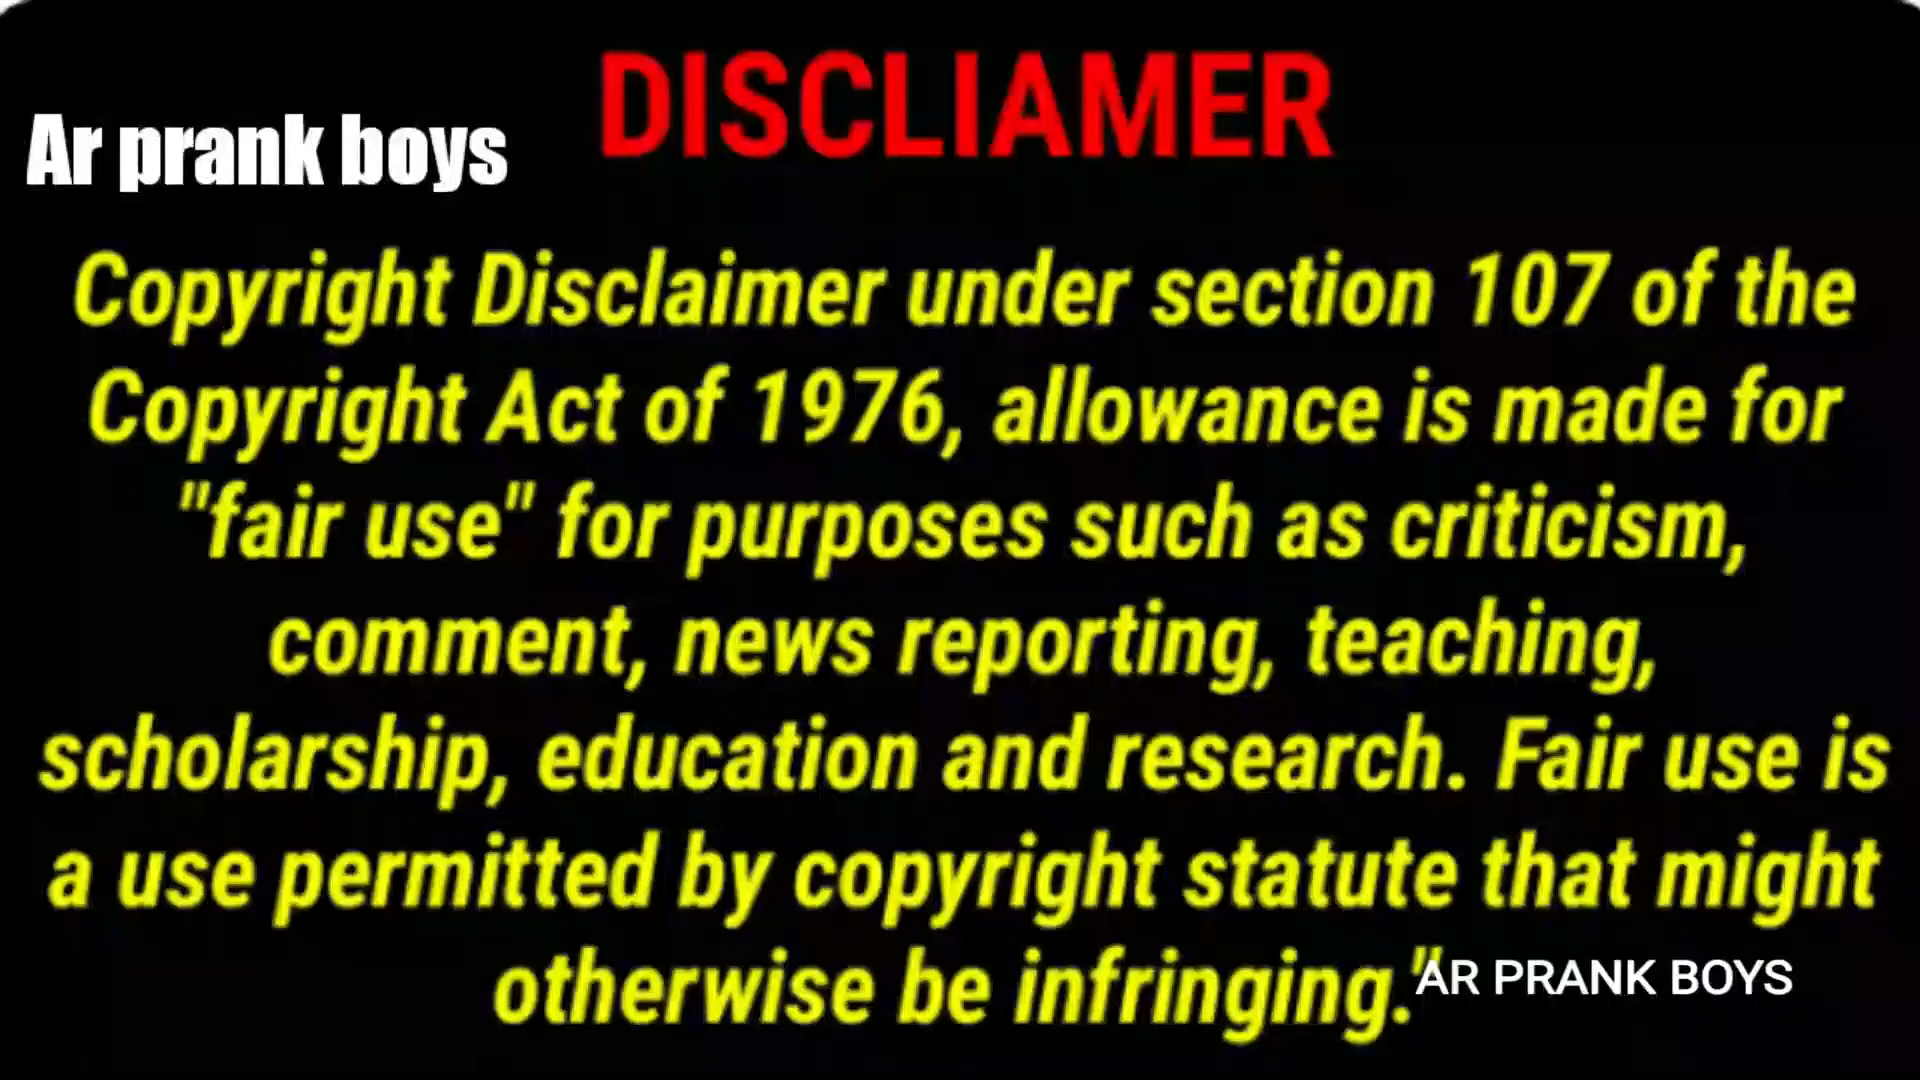 DISCLIAMER
Ar prank boys
Copyright Disclaimer under section 107 of the
Copyright Act of 1976, allowance is made for
"fair use" for purposes such as criticism,
comment, news reporting, teaching,
scholarship, education and research. Fair use is
a use permitted by copyright statute that might
otherwise be infringing."
AR PRANK BOYS